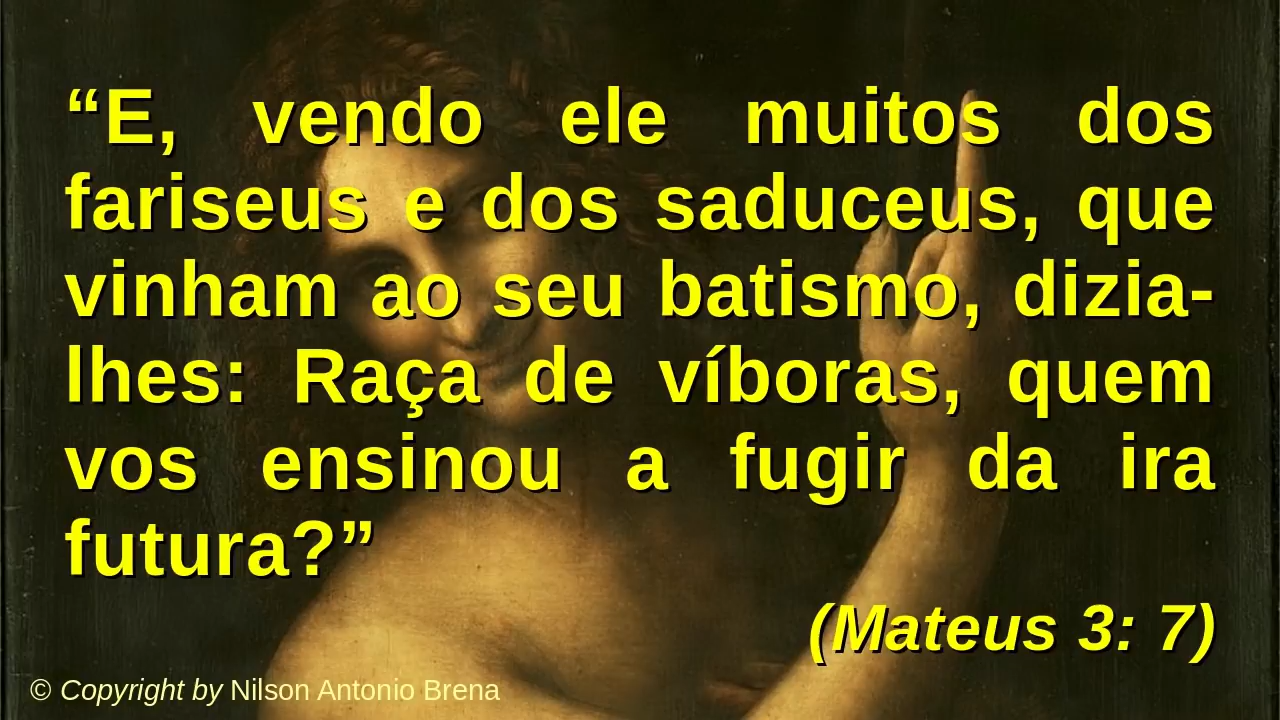 “E, vendo ele muitos dos
fariseus e dos saduceus, que
vinham ao seu batismo, dizia-
lhes: Raça de víboras, quem
vos ensinou a fugir da ira
futura?”
(Mateus 3: 7)
© Copyright by Nilson Antonio Brena